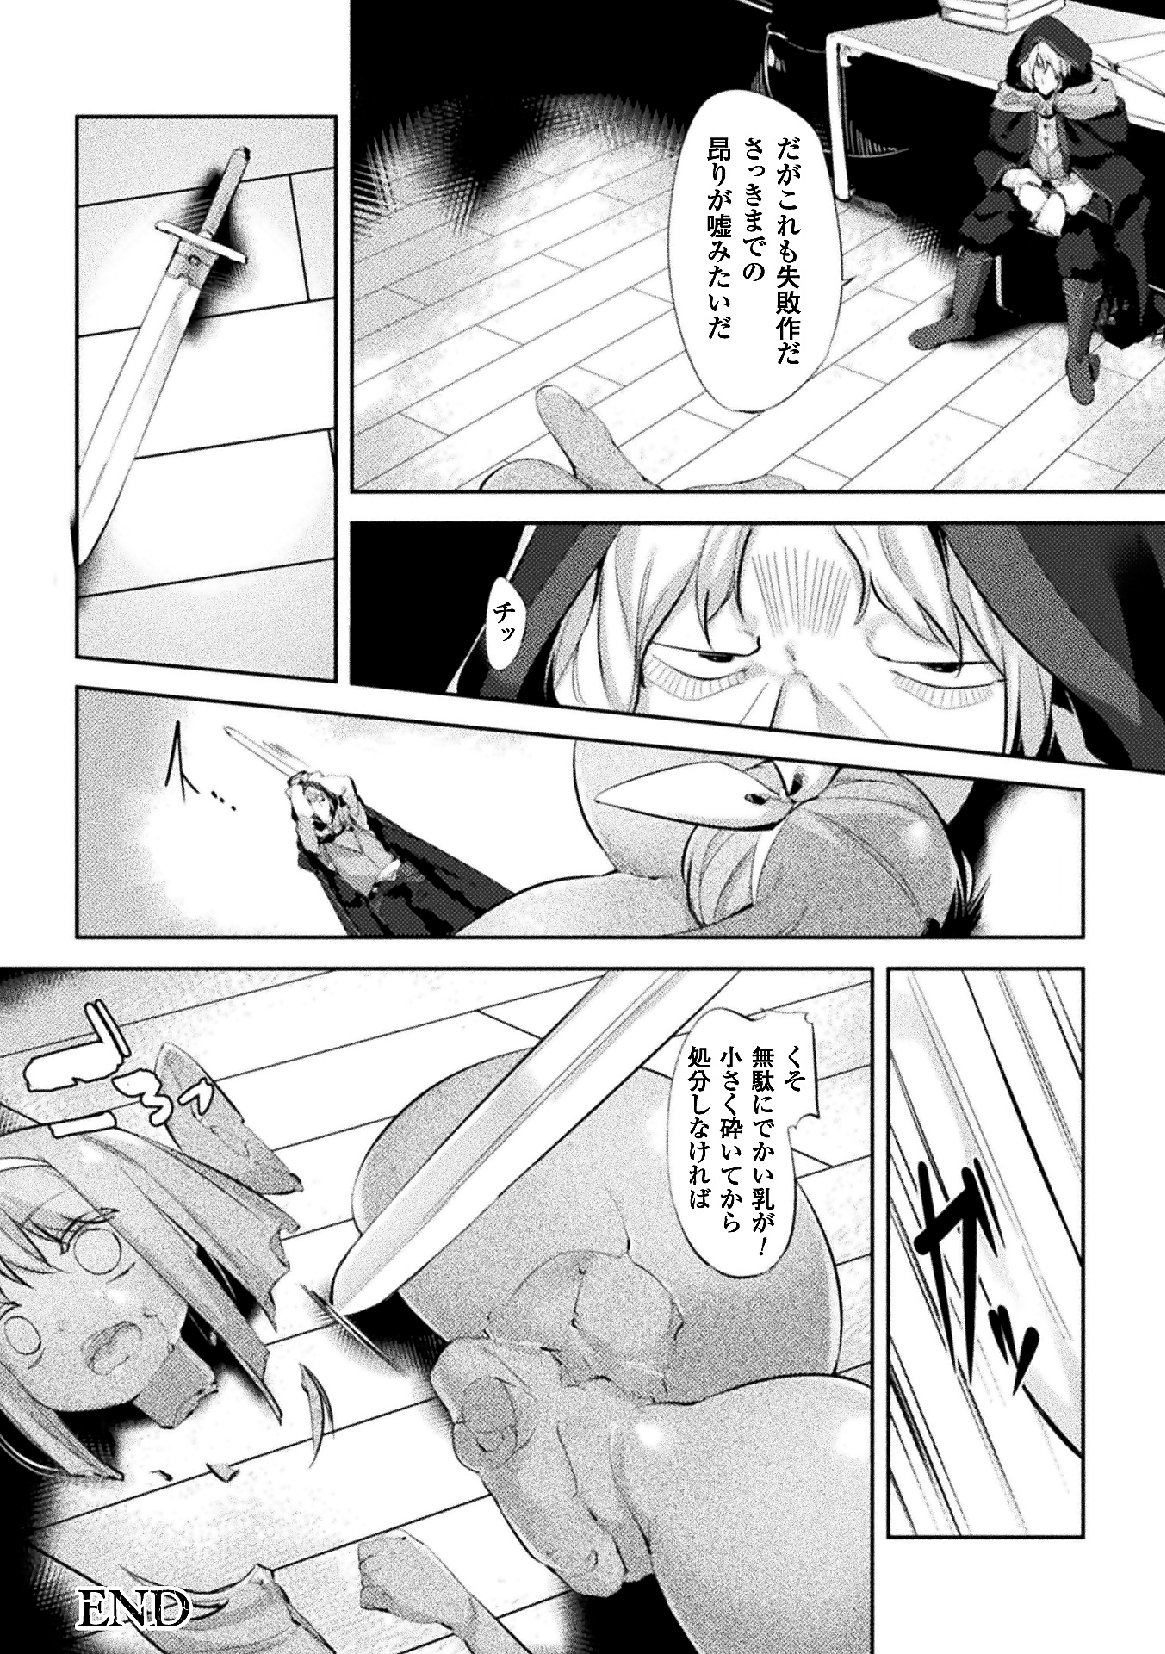 だがこれも失敗作だ
さっきまでの
昂りが嘘みたいだ
チッ
ス…
ザッ
くそ
無駄にでかい乳が！
小さく砕いてから
処分しなければ
END